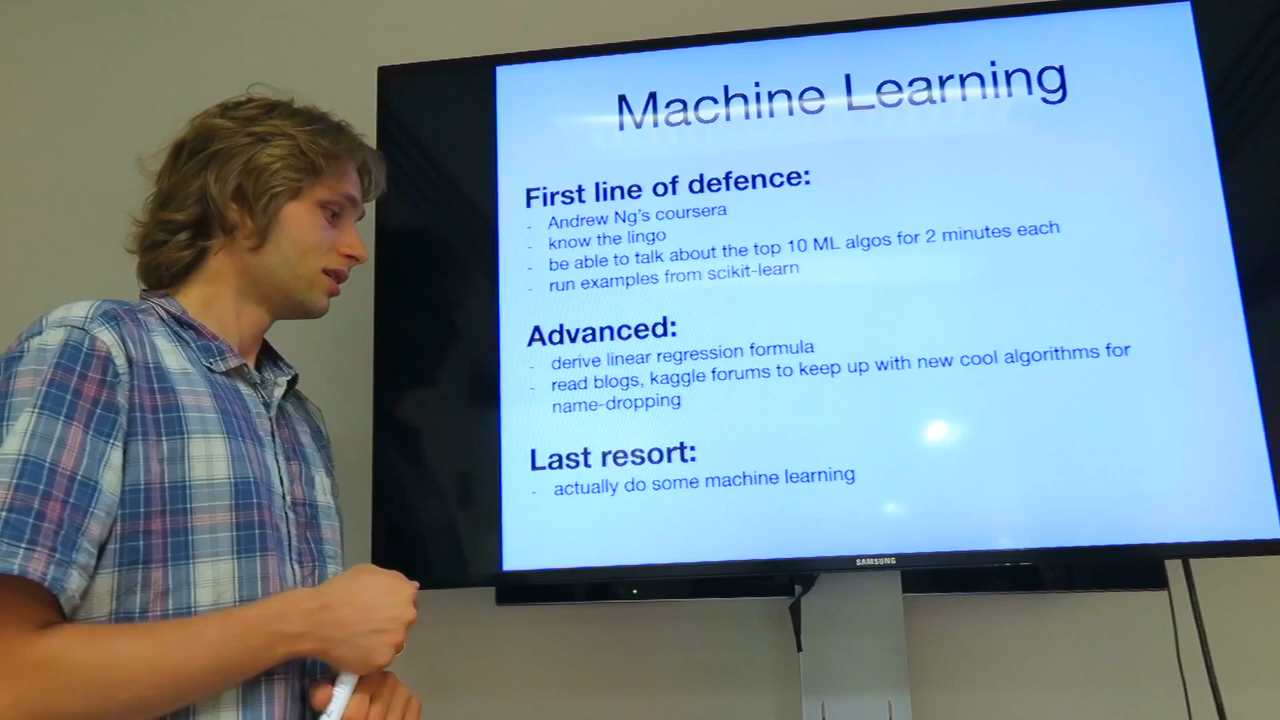 Machine Learning
First line of defence:
- Andrew Ng's coursera
- know the lingo
- be able to talk about the top 10 ML algos for 2 minutes each
- run examples from scikit-learn
Advanced:
- derive linear regression formula
- read blogs, kaggle forums to keep up with new cool algorithms for
name-dropping
Last resort:
- actually do some machine learning
SAMSUNG